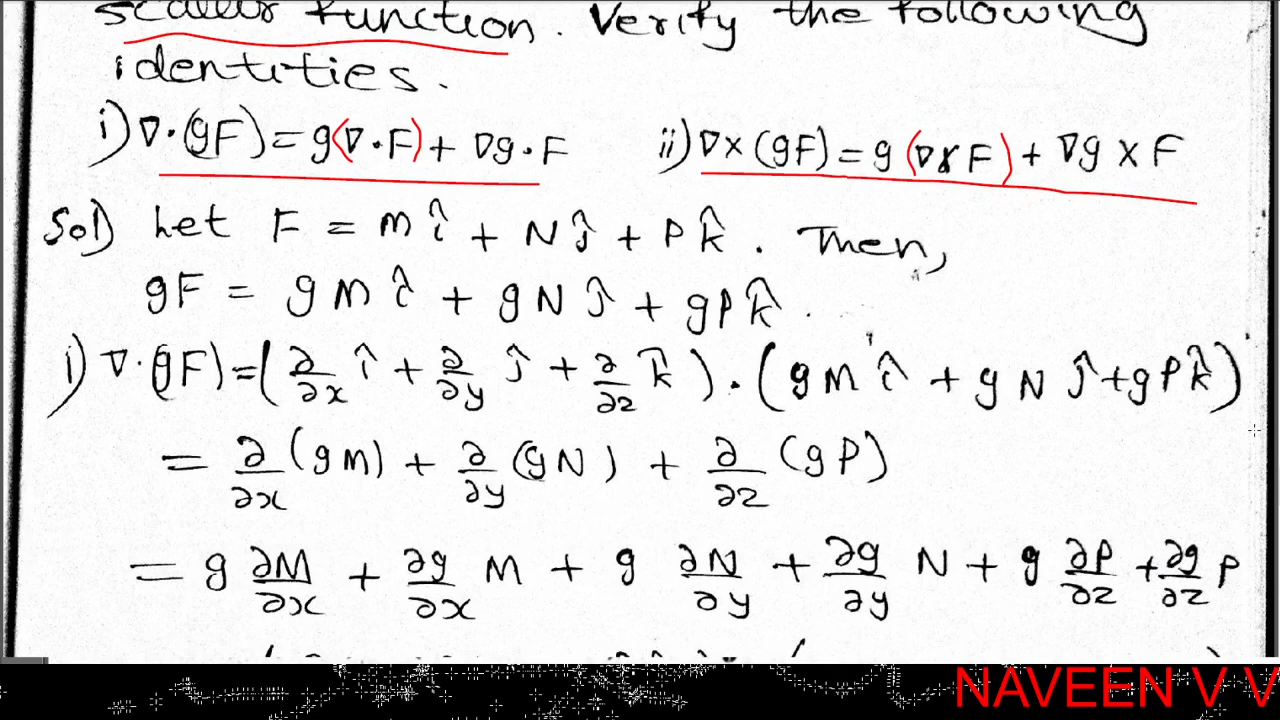 scalar function. Verify the following
identities.
i) ∇·(gF) = g(∇·F) + ∇g·F ii) ∇×(gF) = g(∇×F) + ∇g×F
Sol) Let F = Mî + Nĵ + Pk̂. Then,
gF = gMî + gNĵ + gPk̂.
i) ∇·(gF) = (∂/∂x î + ∂/∂y ĵ + ∂/∂z k̂)·(gMî + gNĵ + gPk̂)
= ∂/∂x (gM) + ∂/∂y (gN) + ∂/∂z (gP)
= g ∂M/∂x + ∂g/∂x M + g ∂N/∂y + ∂g/∂y N + g ∂P/∂z + ∂g/∂z P
NAVEEN V V